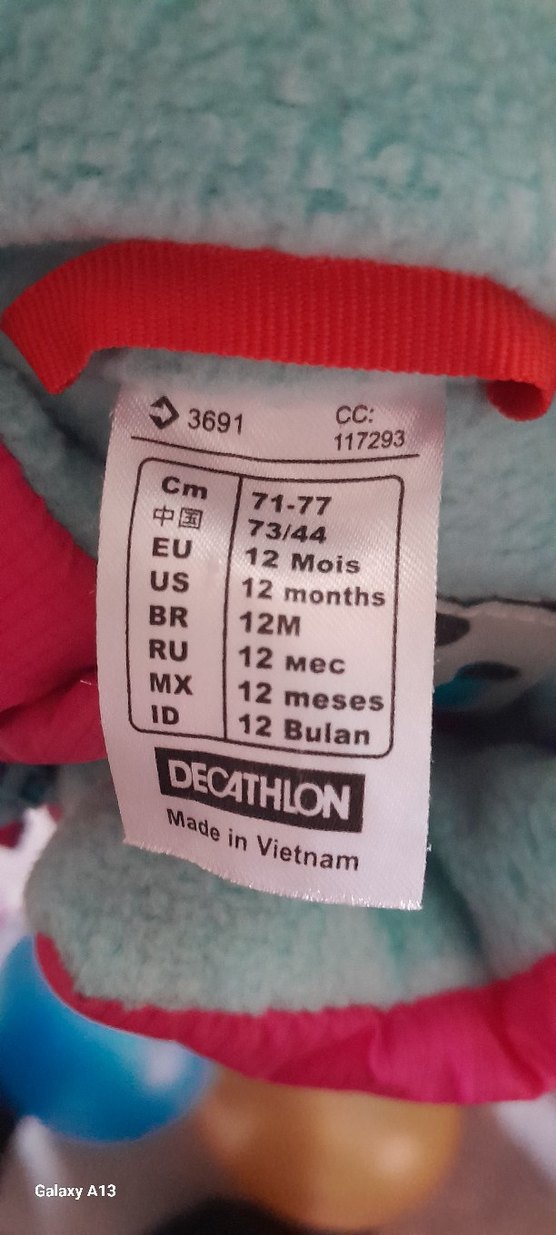 3691 CC:
117293
Cm 71-77
中国 73/44
EU 12 Mois
US 12 months
BR 12M
RU 12 мес
MX 12 meses
ID 12 Bulan
DECATHLON
Made in Vietnam
Galaxy A13